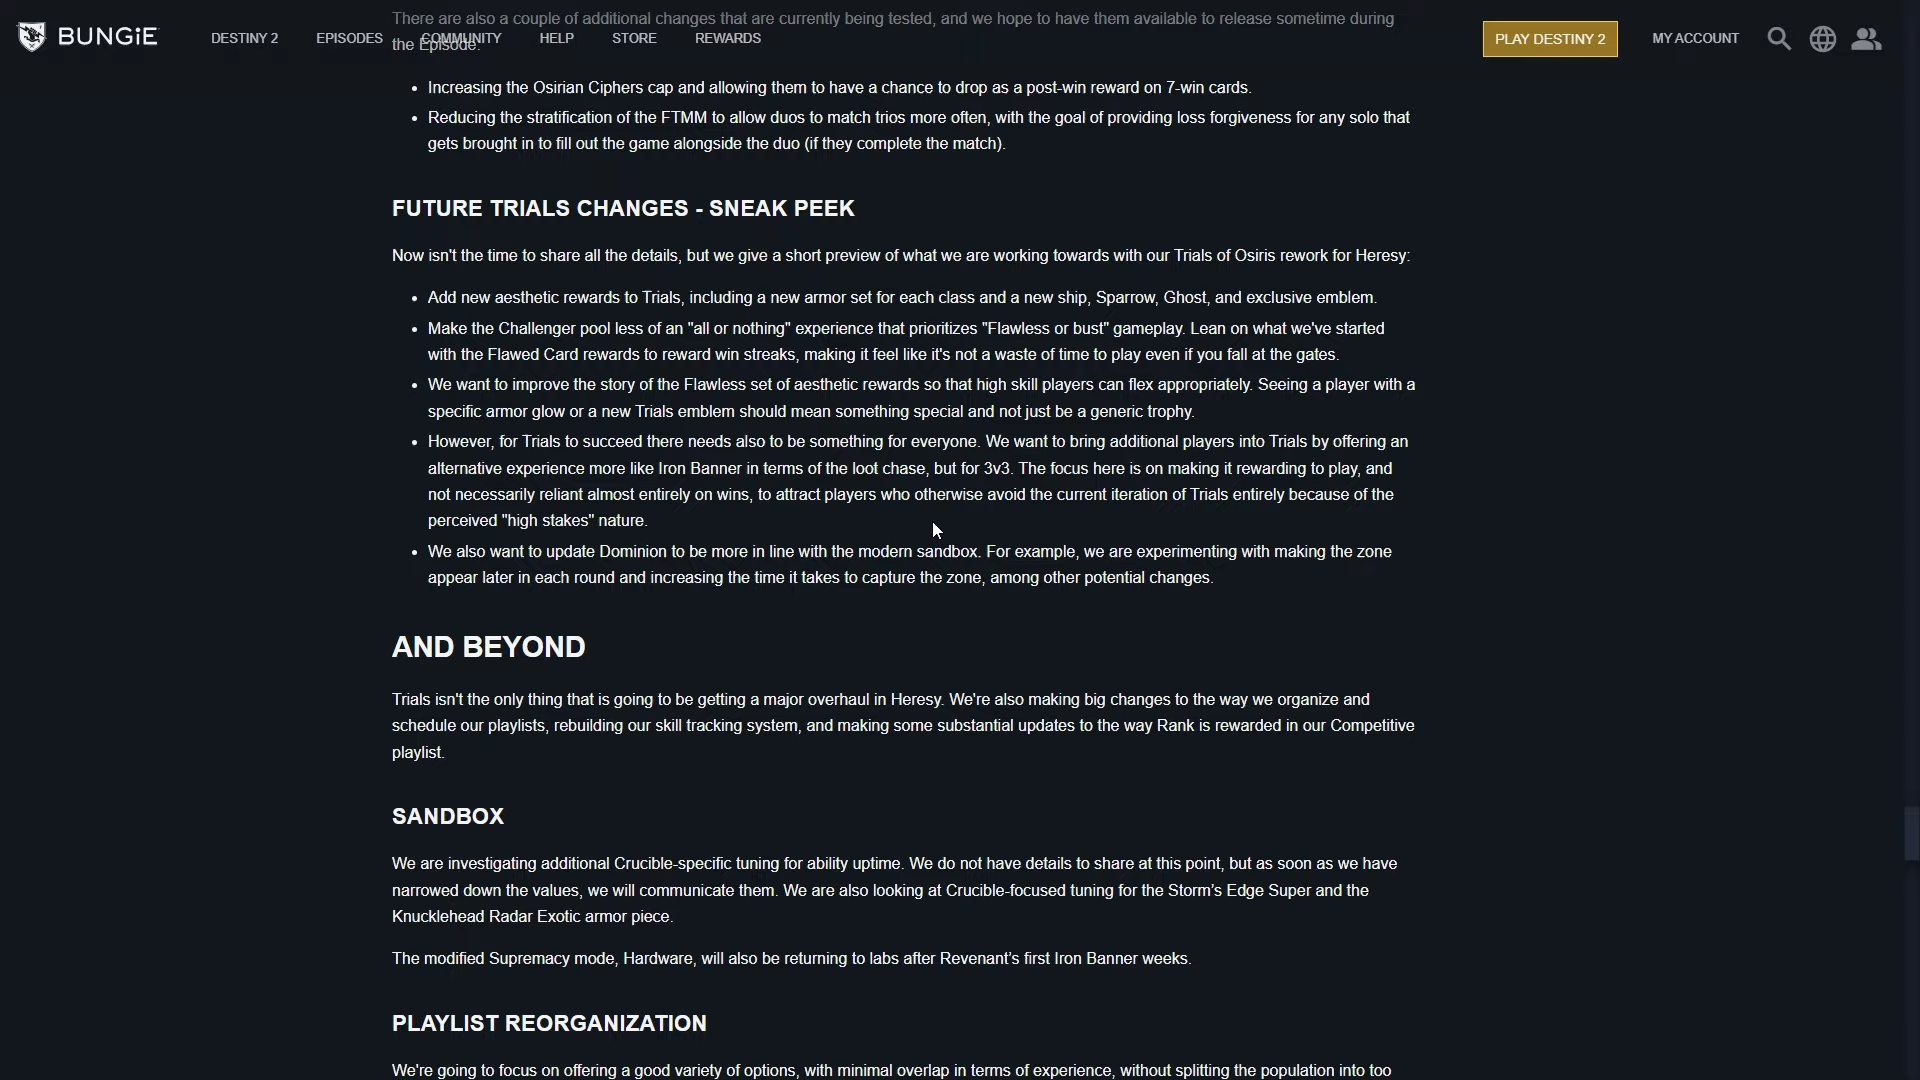 There are also a couple of additional changes that are currently being tested, and we hope to have them available to release sometime during
BUNGiE
DESTINY 2
EPISODES
COMMUNITY
HELP
STORE
REWARDS
PLAY DESTINY 2
MY ACCOUNT
the Episode:
• Increasing the Osirian Ciphers cap and allowing them to have a chance to drop as a post-win reward on 7-win cards.
• Reducing the stratification of the FTMM to allow duos to match trios more often, with the goal of providing loss forgiveness for any solo that
gets brought in to fill out the game alongside the duo (if they complete the match).
FUTURE TRIALS CHANGES - SNEAK PEEK
Now isn't the time to share all the details, but we give a short preview of what we are working towards with our Trials of Osiris rework for Heresy:
• Add new aesthetic rewards to Trials, including a new armor set for each class and a new ship, Sparrow, Ghost, and exclusive emblem.
• Make the Challenger pool less of an "all or nothing" experience that prioritizes "Flawless or bust" gameplay. Lean on what we've started
with the Flawed Card rewards to reward win streaks, making it feel like it's not a waste of time to play even if you fall at the gates.
• We want to improve the story of the Flawless set of aesthetic rewards so that high skill players can flex appropriately. Seeing a player with a
specific armor glow or a new Trials emblem should mean something special and not just be a generic trophy.
• However, for Trials to succeed there needs also to be something for everyone. We want to bring additional players into Trials by offering an
alternative experience more like Iron Banner in terms of the loot chase, but for 3v3. The focus here is on making it rewarding to play, and
not necessarily reliant almost entirely on wins, to attract players who otherwise avoid the current iteration of Trials entirely because of the
perceived "high stakes" nature.
• We also want to update Dominion to be more in line with the modern sandbox. For example, we are experimenting with making the zone
appear later in each round and increasing the time it takes to capture the zone, among other potential changes.
AND BEYOND
Trials isn't the only thing that is going to be getting a major overhaul in Heresy. We're also making big changes to the way we organize and
schedule our playlists, rebuilding our skill tracking system, and making some substantial updates to the way Rank is rewarded in our Competitive
playlist.
SANDBOX
We are investigating additional Crucible-specific tuning for ability uptime. We do not have details to share at this point, but as soon as we have
narrowed down the values, we will communicate them. We are also looking at Crucible-focused tuning for the Storm's Edge Super and the
Knucklehead Radar Exotic armor piece.
The modified Supremacy mode, Hardware, will also be returning to labs after Revenant's first Iron Banner weeks.
PLAYLIST REORGANIZATION
We're going to focus on offering a good variety of options, with minimal overlap in terms of experience, without splitting the population into too